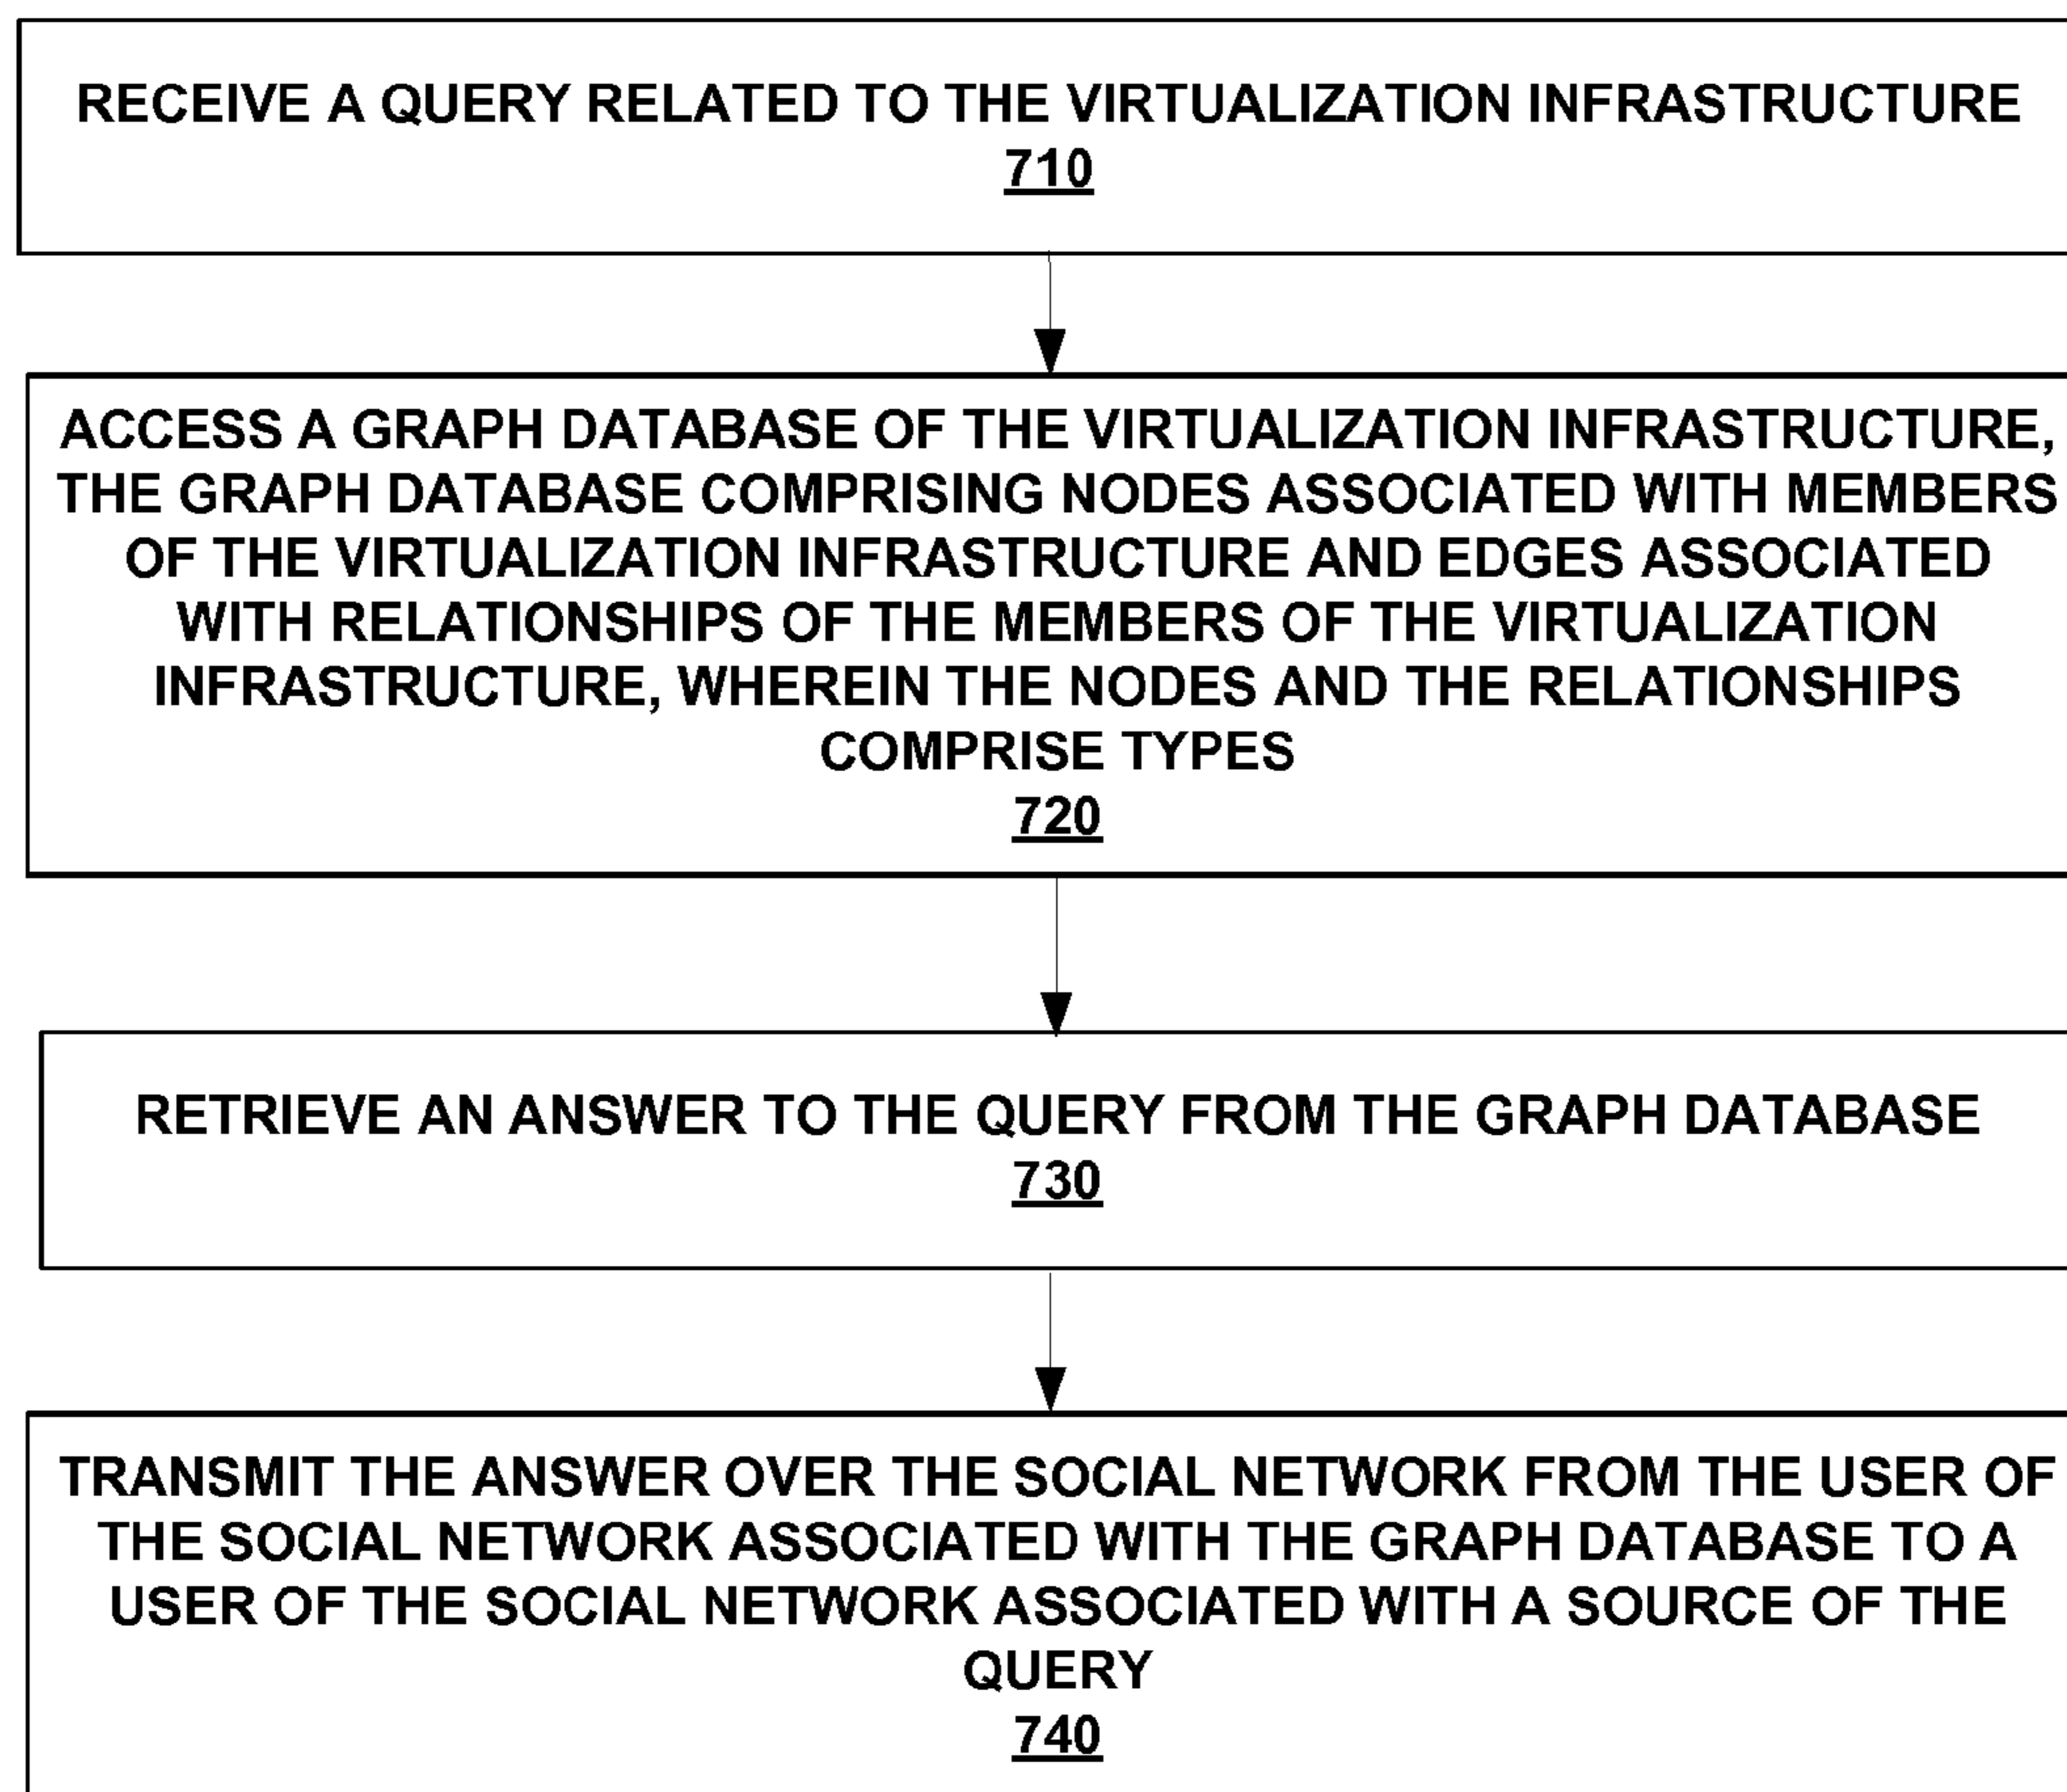 RECEIVE A QUERY RELATED TO THE VIRTUALIZATION INFRASTRUCTURE
710
ACCESS A GRAPH DATABASE OF THE VIRTUALIZATION INFRASTRUCTURE,
THE GRAPH DATABASE COMPRISING NODES ASSOCIATED WITH MEMBERS
OF THE VIRTUALIZATION INFRASTRUCTURE AND EDGES ASSOCIATED
WITH RELATIONSHIPS OF THE MEMBERS OF THE VIRTUALIZATION
INFRASTRUCTURE, WHEREIN THE NODES AND THE RELATIONSHIPS
COMPRISE TYPES
720
RETRIEVE AN ANSWER TO THE QUERY FROM THE GRAPH DATABASE
730
TRANSMIT THE ANSWER OVER THE SOCIAL NETWORK FROM THE USER OF
THE SOCIAL NETWORK ASSOCIATED WITH THE GRAPH DATABASE TO A
USER OF THE SOCIAL NETWORK ASSOCIATED WITH A SOURCE OF THE
QUERY
740